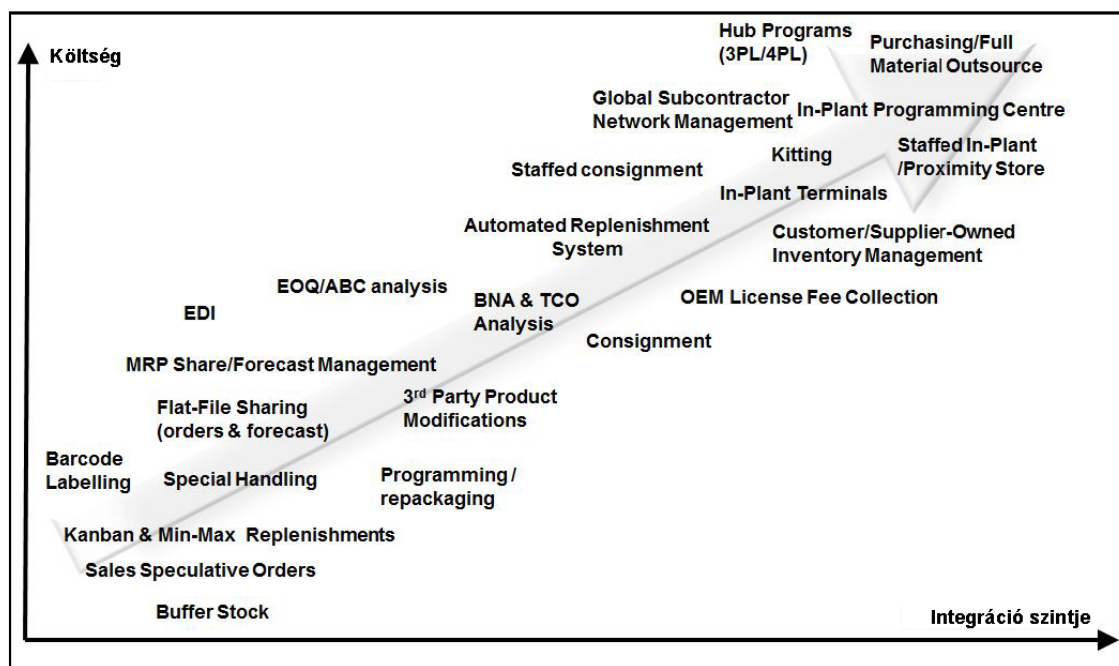 Hub Programs
(3PL/4PL)
Költség
Purchasing/Full
Material Outsource
Global Subcontractor
Network Management
In-Plant Programming Centre
Staffed In-Plant
/Proximity Store
Kitting
Staffed consignment
In-Plant Terminals
Automated Replenishment
System
Customer/Supplier-Owned
Inventory Management
EOQ/ABC analysis
BNA & TCO
Analysis
OEM License Fee Collection
EDI
Consignment
MRP Share/Forecast Management
3rd Party Product
Modifications
Flat-File Sharing
(orders & forecast)
Barcode
Labelling
Special Handling
Programming /
repackaging
Kanban & Min-Max Replenishments
Sales Speculative Orders
Buffer Stock
Integráció szintje